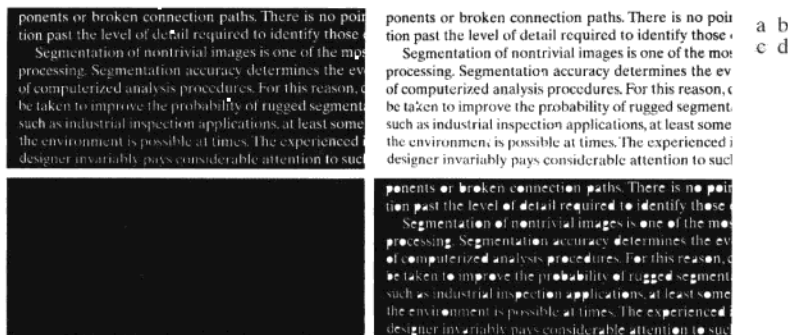 ponents or broken connection paths. There is no poi
tion past the level of detail required to identify those
Segmentation of nontrivial images is one of the mos
processing. Segmentation accuracy determines the ev
of computerized analysis procedures. For this reason,
be taken to improve the probability of rugged segment
such as industrial inspection applications, at least some
the environment is possible at times. The experienced i
designer invariably pays considerable attention to such
ponents or broken connection paths. There is no poi
tion past the level of detail required to identify those
Segmentation of nontrivial images is one of the mos
processing. Segmentation accuracy determines the ev
of computerized analysis procedures. For this reason,
be taken to improve the probability of rugged segment
such as industrial inspection applications, at least some
the environment is possible at times. The experienced i
designer invariably pays considerable attention to such
a b
c d
ponents or broken connection paths. There is no poi
tion past the level of detail required to identify those
Segmentation of nontrivial images is one of the mos
processing. Segmentation accuracy determines the ev
of computerized analysis procedures. For this reason,
be taken to improve the probability of rugged segment
such as industrial inspection applications, at least some
the environment is possible at times. The experienced i
designer invariably pays considerable attention to suc